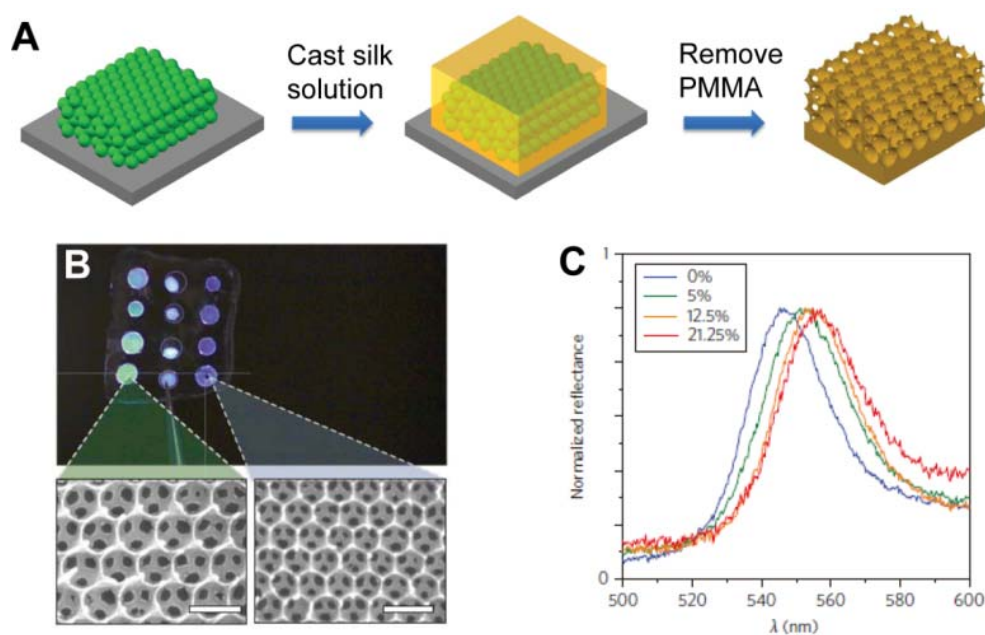 A
Cast silk
solution
Remove
PMMA
B
C
1
0%
5%
12.5%
21.25%
Normalized reflectance
0
500
520
540
560
580
600
λ (nm)